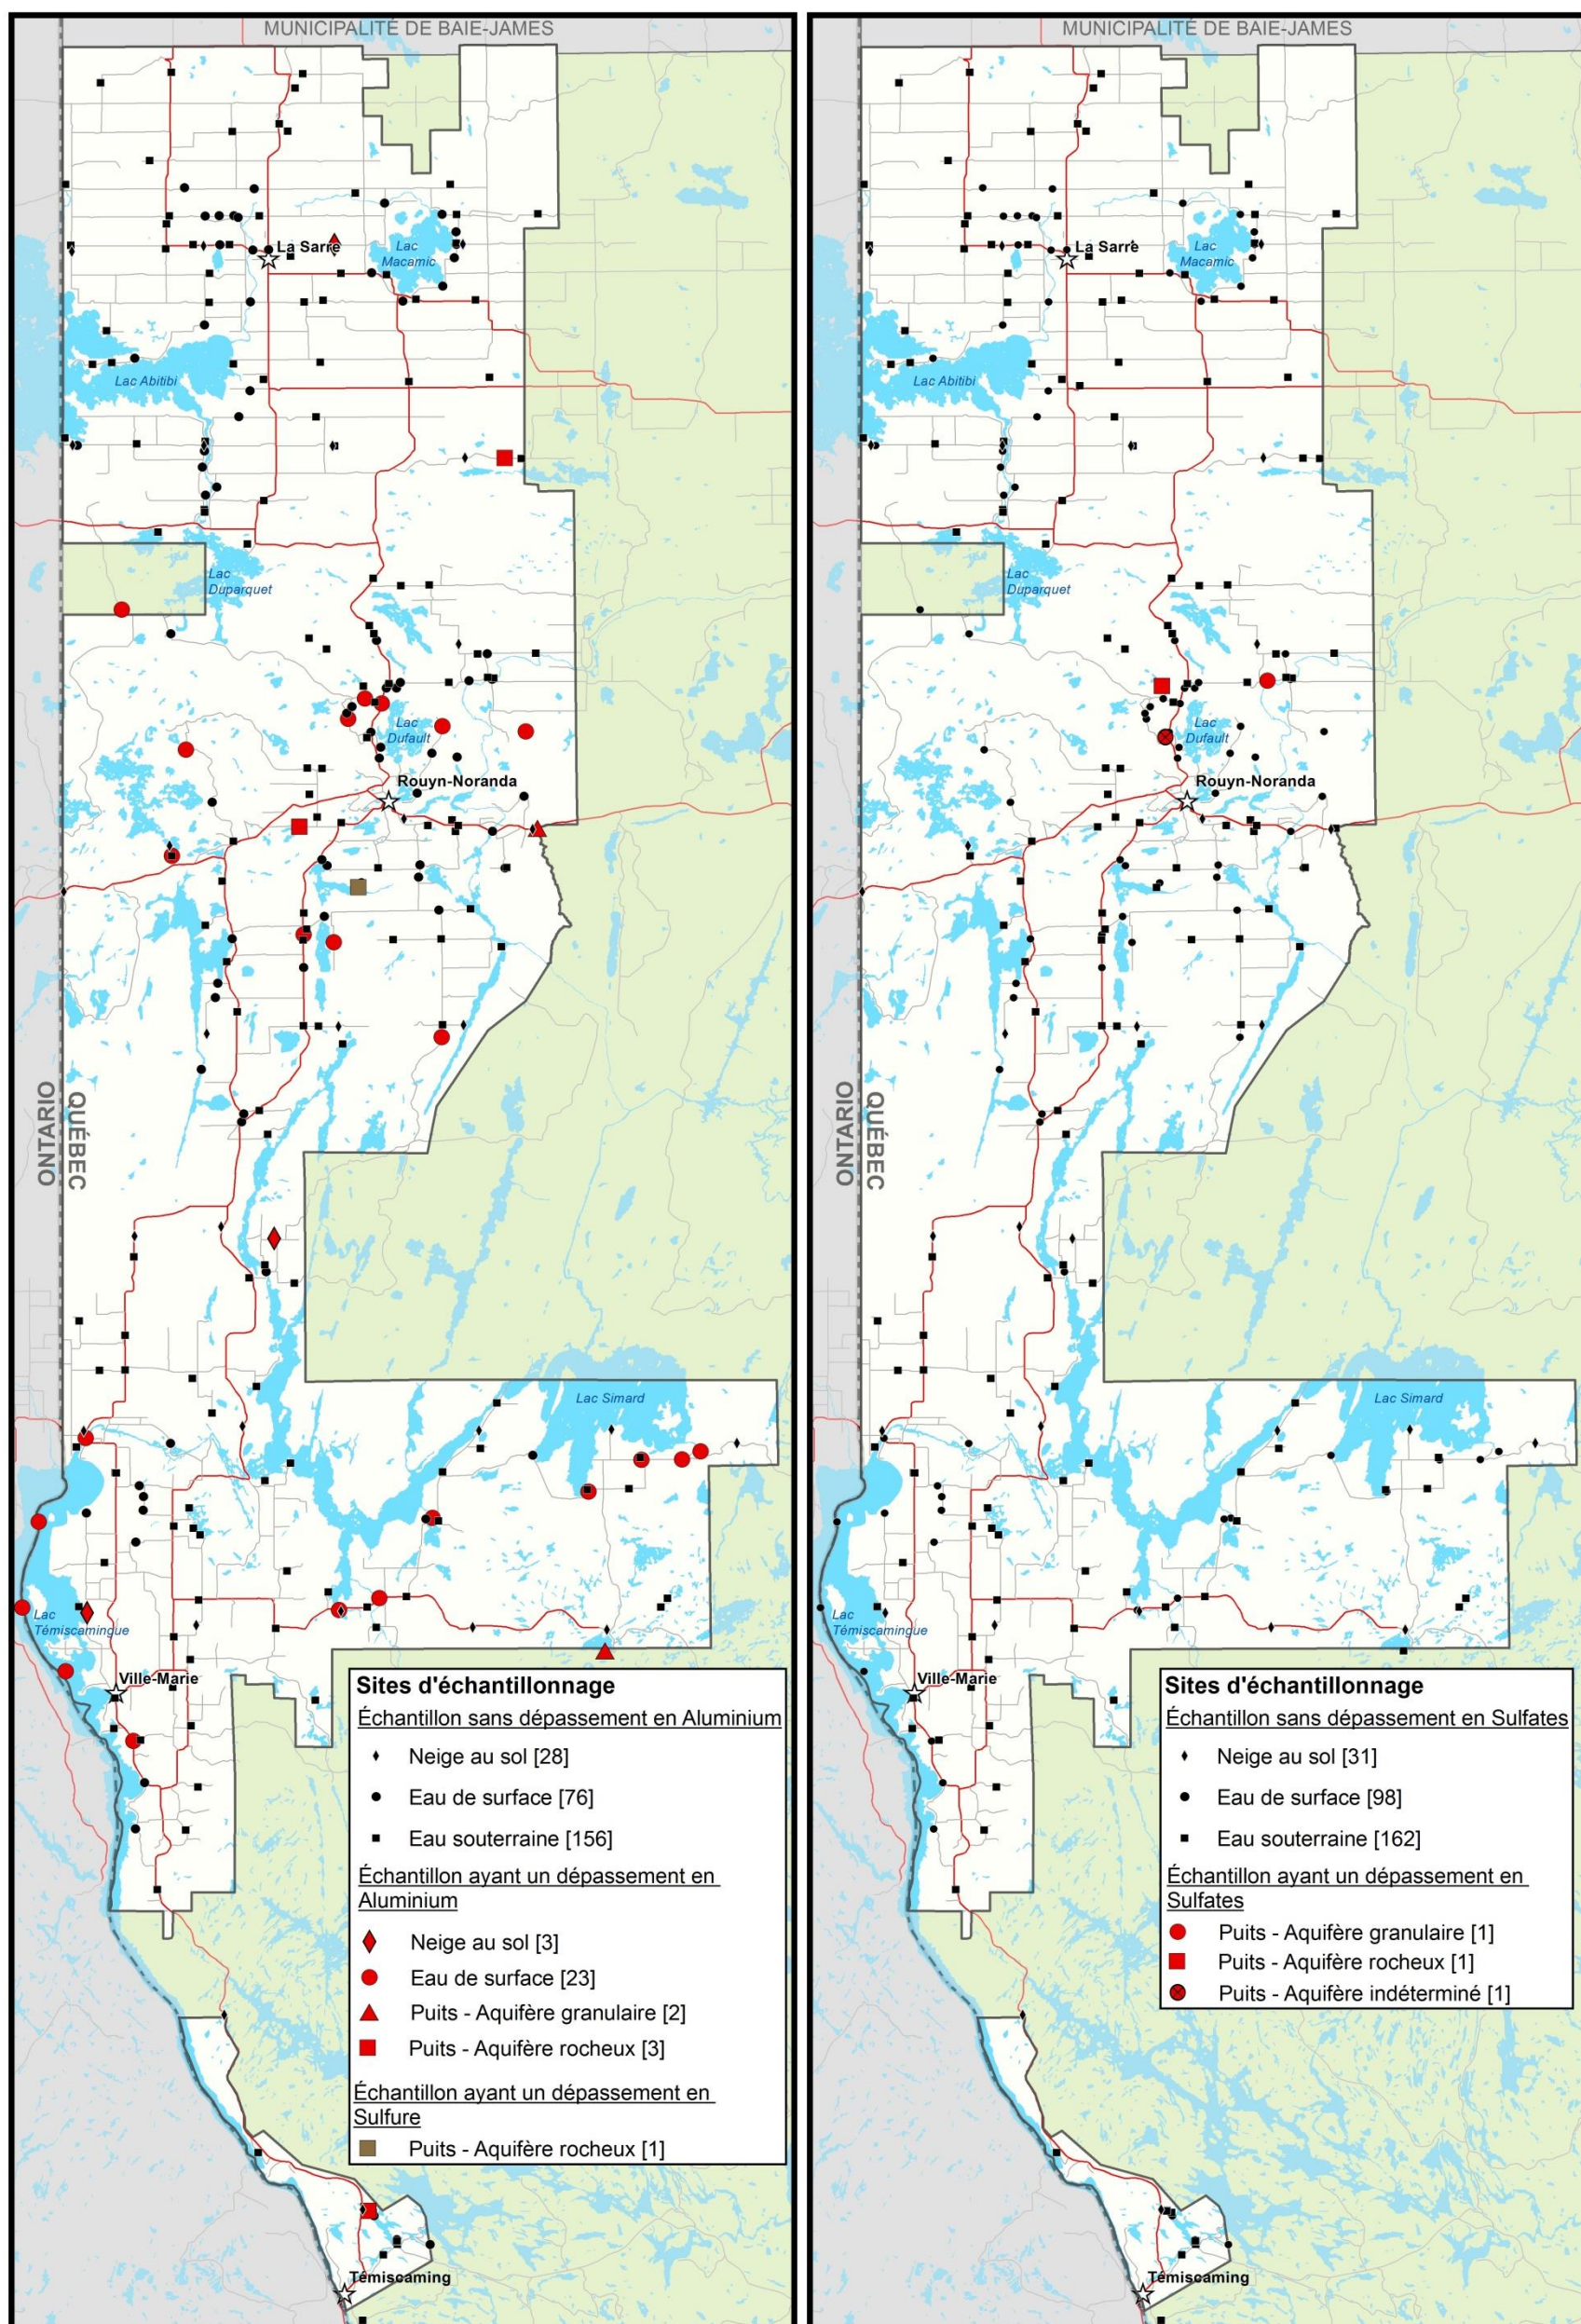 MUNICIPALITÉ DE BAIE-JAMES
La Sarre
Lac
Macamic
Lac Abitibi
Lac
Duparquet
Lac
Dufault
Rouyn-Noranda
ONTARIO
QUÉBEC
Lac Simard
Lac
Témiscamingue
Ville-Marie
Sites d'échantillonnage
Échantillon sans dépassement en Aluminium
Neige au sol [28]
Eau de surface [76]
Eau souterraine [156]
Échantillon ayant un dépassement en
Aluminium
Neige au sol [3]
Eau de surface [23]
Puits - Aquifère granulaire [2]
Puits - Aquifère rocheux [3]
Échantillon ayant un dépassement en
Sulfure
Puits - Aquifère rocheux [1]
Témiscaming
MUNICIPALITÉ DE BAIE-JAMES
La Sarre
Lac
Macamic
Lac Abitibi
Lac
Duparquet
Lac
Dufault
Rouyn-Noranda
ONTARIO
QUÉBEC
Lac Simard
Lac
Témiscamingue
Ville-Marie
Sites d'échantillonnage
Échantillon sans dépassement en Sulfates
Neige au sol [31]
Eau de surface [98]
Eau souterraine [162]
Échantillon ayant un dépassement en
Sulfates
Puits - Aquifère granulaire [1]
Puits - Aquifère rocheux [1]
Puits - Aquifère indéterminé [1]
Témiscaming